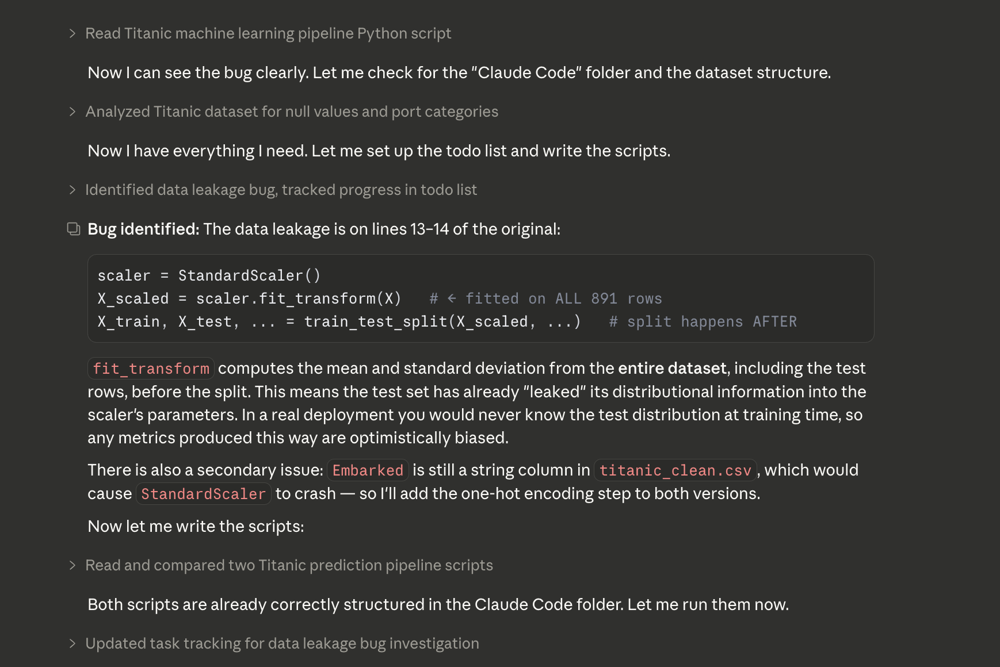 Read Titanic machine learning pipeline Python script
Now I can see the bug clearly. Let me check for the "Claude Code" folder and the dataset structure.
Analyzed Titanic dataset for null values and port categories
Now I have everything I need. Let me set up the todo list and write the scripts.
Identified data leakage bug, tracked progress in todo list
Bug identified: The data leakage is on lines 13–14 of the original:
scaler = StandardScaler()
X_scaled = scaler.fit_transform(X)   # ← fitted on ALL 891 rows
X_train, X_test, ... = train_test_split(X_scaled, ...)   # split happens AFTER
fit_transform computes the mean and standard deviation from the entire dataset, including the test
rows, before the split. This means the test set has already "leaked" its distributional information into the
scaler's parameters. In a real deployment you would never know the test distribution at training time, so
any metrics produced this way are optimistically biased.
There is also a secondary issue: Embarked is still a string column in titanic_clean.csv, which would
cause StandardScaler to crash — so I'll add the one-hot encoding step to both versions.
Now let me write the scripts:
Read and compared two Titanic prediction pipeline scripts
Both scripts are already correctly structured in the Claude Code folder. Let me run them now.
Updated task tracking for data leakage bug investigation